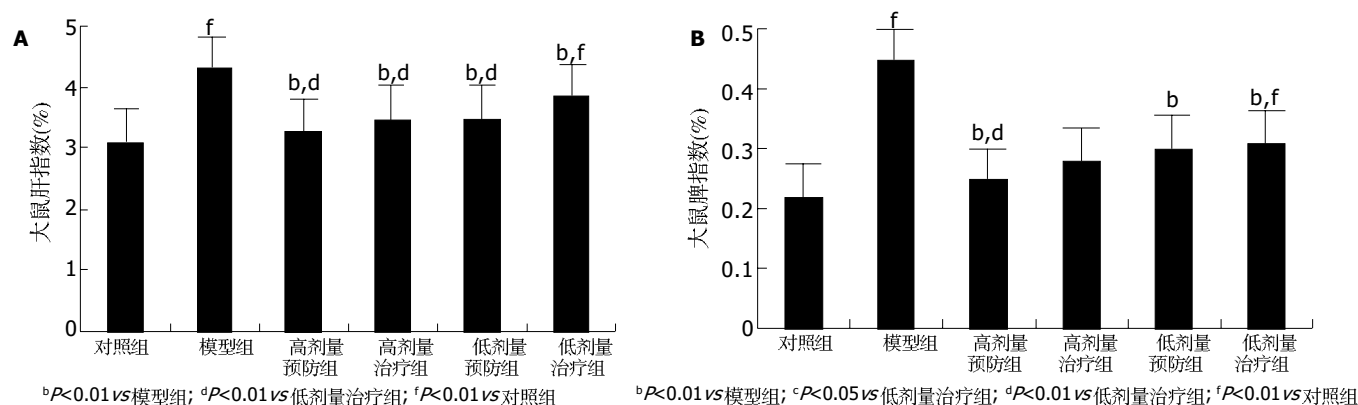 A
大鼠肝指数(%)
5
4
3
2
1
0
f
b,d
b,d
b,d
b,f
对照组
模型组
高剂量
预防组
高剂量
治疗组
低剂量
预防组
低剂量
治疗组
ᵇP<0.01 vs 模型组; ᵈP<0.01 vs 低剂量治疗组; ᶠP<0.01 vs 对照组
B
大鼠脾指数(%)
0.5
0.4
0.3
0.2
0.1
0
f
b,d
b
b,f
对照组
模型组
高剂量
预防组
高剂量
治疗组
低剂量
预防组
低剂量
治疗组
ᵇP<0.01 vs 模型组; ᶜP<0.05 vs 低剂量治疗组; ᵈP<0.01 vs 低剂量治疗组; ᶠP<0.01 vs 对照组